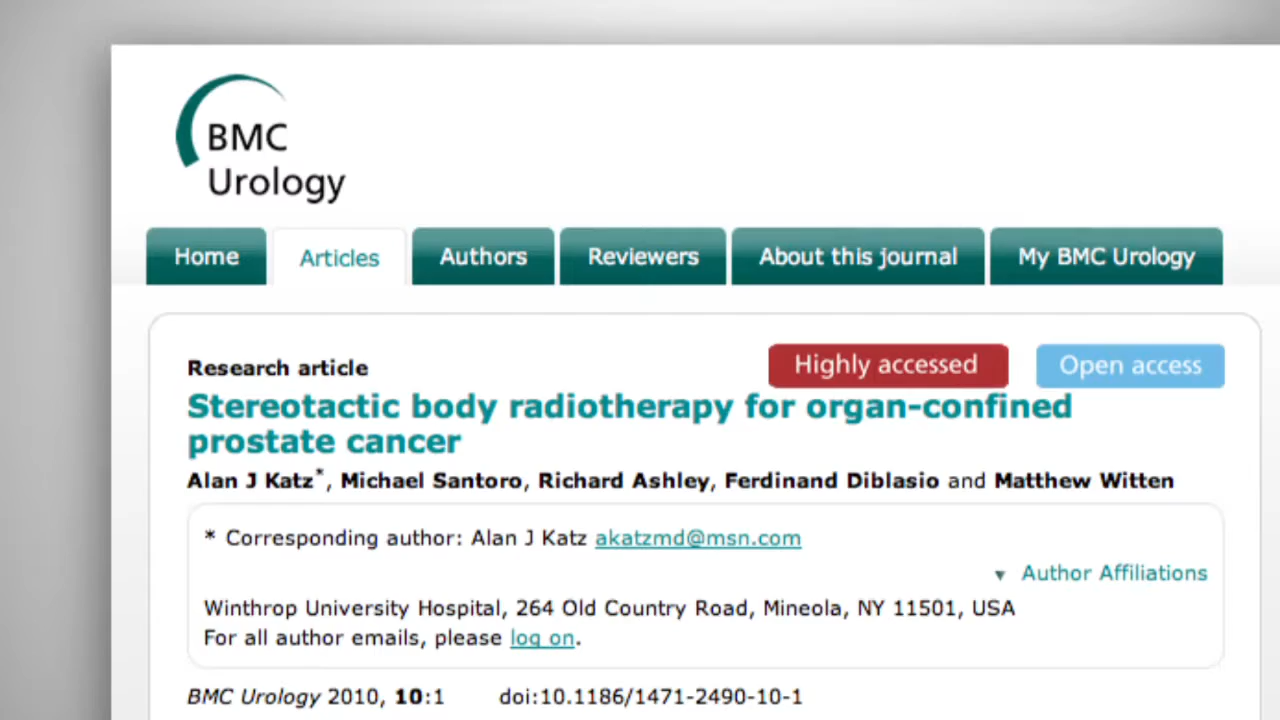 BMC
Urology
Home Articles Authors Reviewers About this journal My BMC Urology
Research article Highly accessed Open access
Stereotactic body radiotherapy for organ-confined
prostate cancer
Alan J Katz*, Michael Santoro, Richard Ashley, Ferdinand Diblasio and Matthew Witten
* Corresponding author: Alan J Katz akatzmd@msn.com
▼ Author Affiliations
Winthrop University Hospital, 264 Old Country Road, Mineola, NY 11501, USA
For all author emails, please log on.
BMC Urology 2010, 10:1 doi:10.1186/1471-2490-10-1